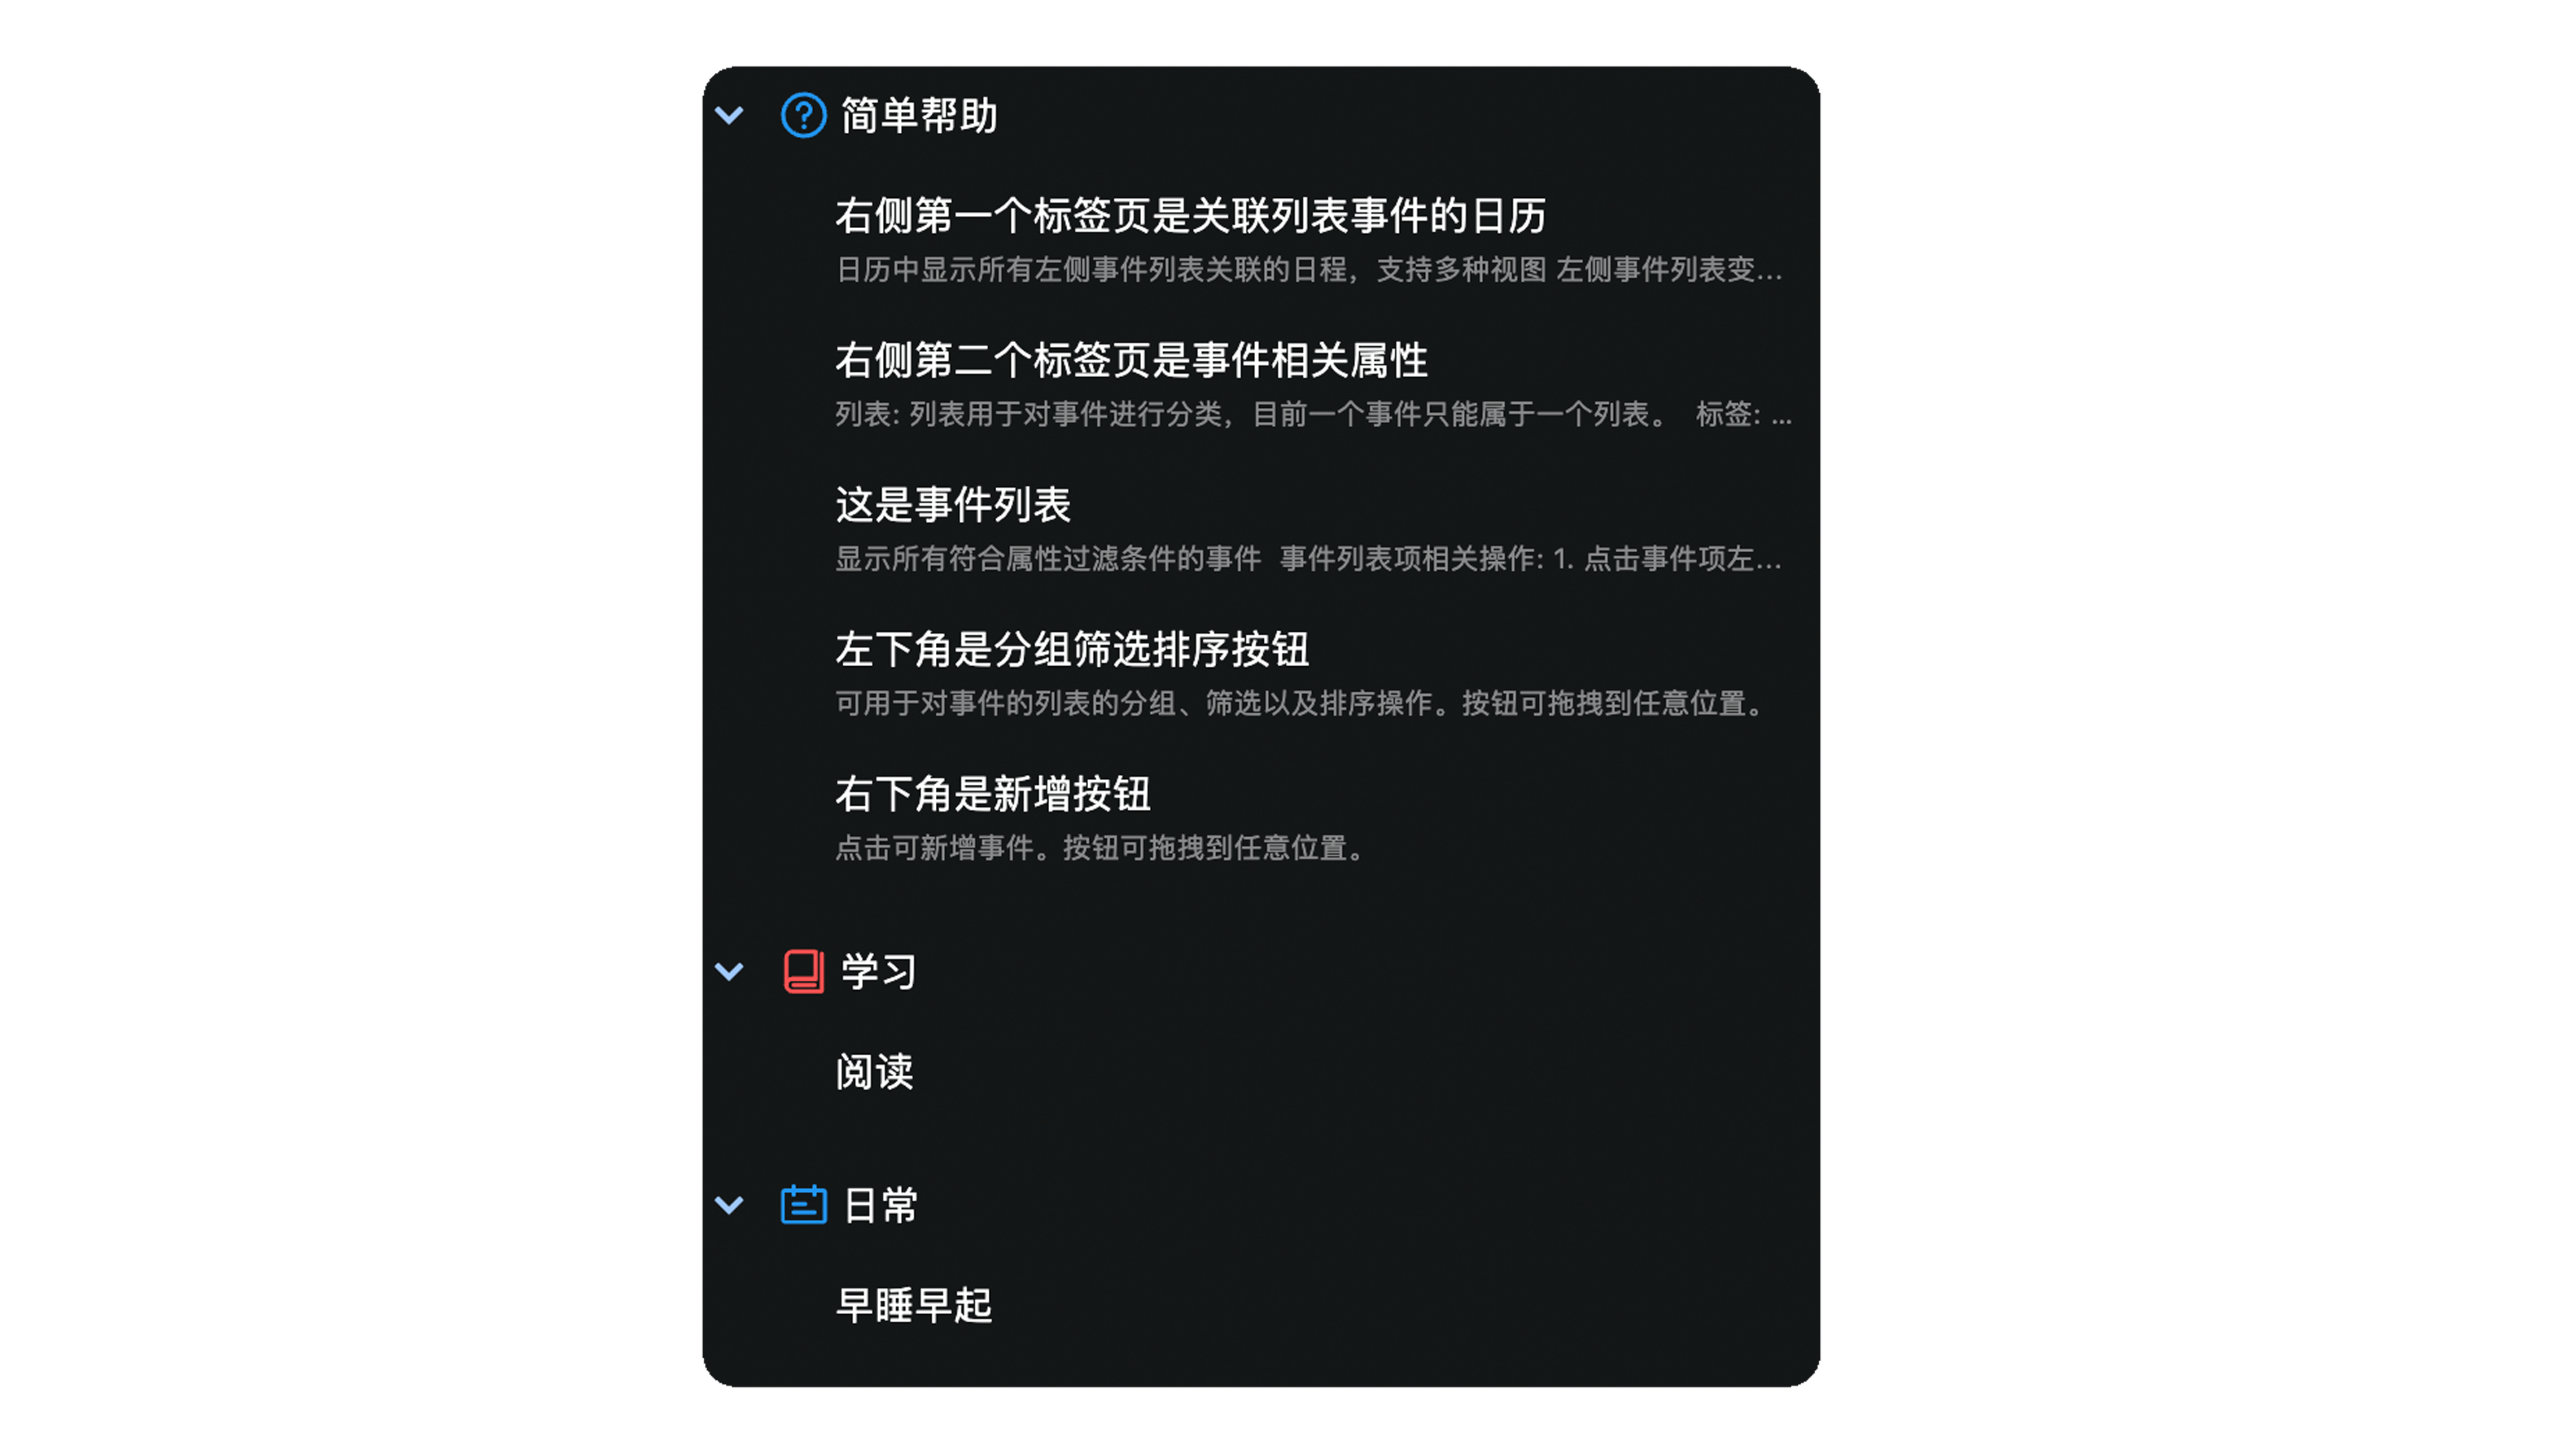 简单帮助
右侧第一个标签页是关联列表事件的日历
日历中显示所有左侧事件列表关联的日程，支持多种视图 左侧事件列表变...
右侧第二个标签页是事件相关属性
列表: 列表用于对事件进行分类，目前一个事件只能属于一个列表。 标签: ...
这是事件列表
显示所有符合属性过滤条件的事件 事件列表项相关操作: 1. 点击事件项左...
左下角是分组筛选排序按钮
可用于对事件的列表的分组、筛选以及排序操作。按钮可拖拽到任意位置。
右下角是新增按钮
点击可新增事件。按钮可拖拽到任意位置。
学习
阅读
日常
早睡早起